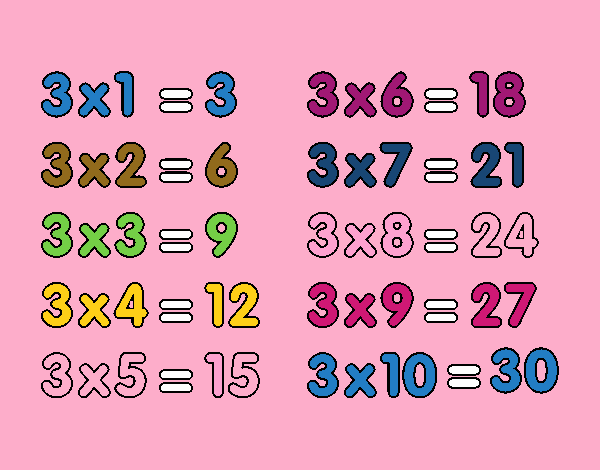 3x1 = 3
3x2 = 6
3x3 = 9
3x4 = 12
3x5 = 15
3x6 = 18
3x7 = 21
3x8 = 24
3x9 = 27
3x10 = 30